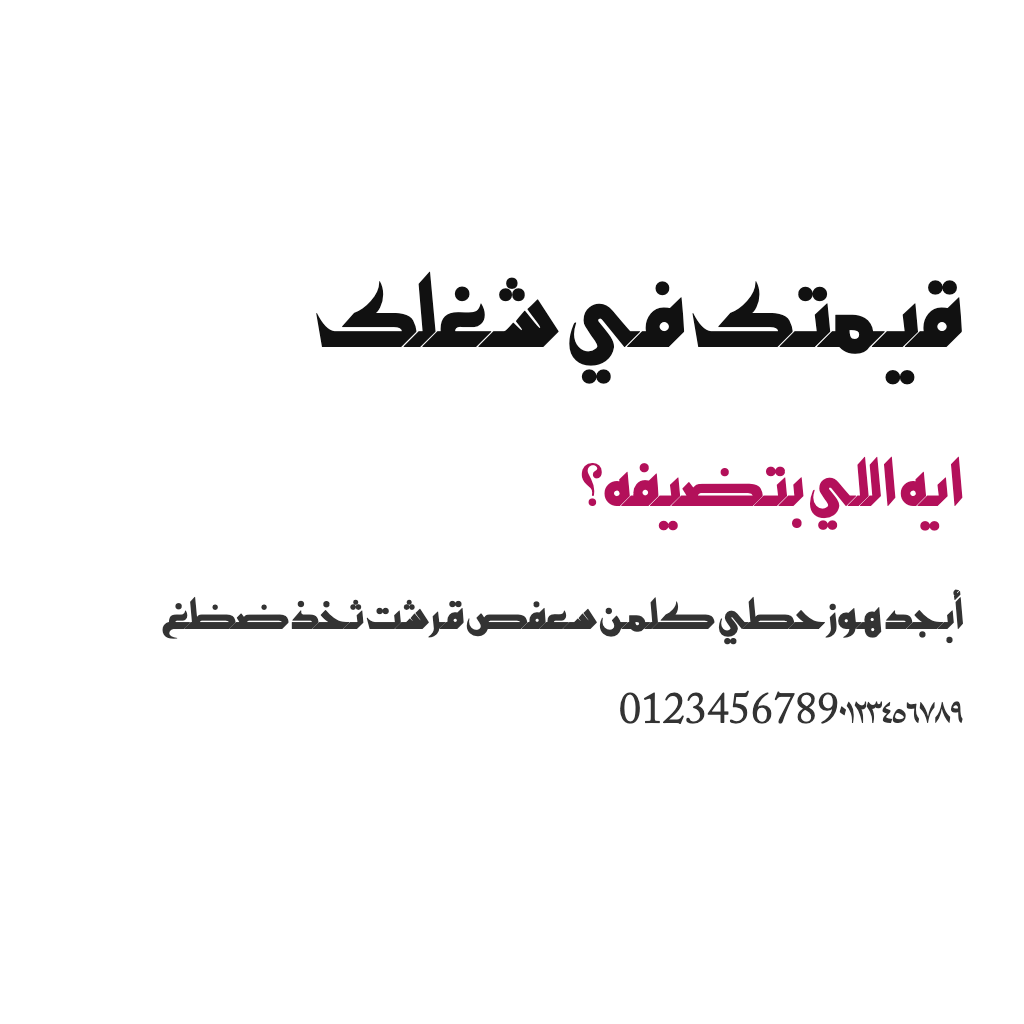 قيمتك في شغلك
ايه اللي بتضيفه؟
أبجد هوز حطي كلمن سعفص قرشت ثخذ ضظغ
0123456789٠١٢٣٤٥٦٧٨٩